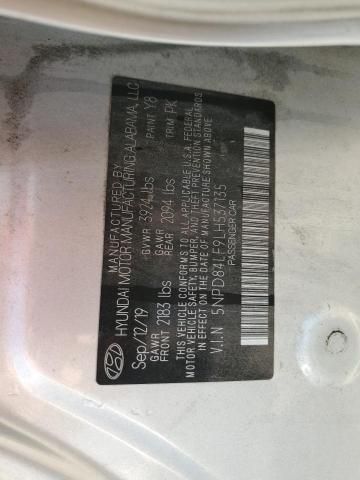 MANUFACTURED BY
HYUNDAI MOTOR MANUFACTURING ALABAMA, LLC
Sep/12/19 GVWR 3924 lbs PAINT Y8
GAWR FRONT 2183 lbs GAWR REAR 2094 lbs TRIM PK
THIS VEHICLE CONFORMS TO ALL APPLICABLE U.S.A. FEDERAL
MOTOR VEHICLE SAFETY, BUMPER, AND THEFT PREVENTION STANDARDS
IN EFFECT ON THE DATE OF MANUFACTURE SHOWN ABOVE.
V.I.N 5NPD84LF9LH537135
PASSENGER CAR